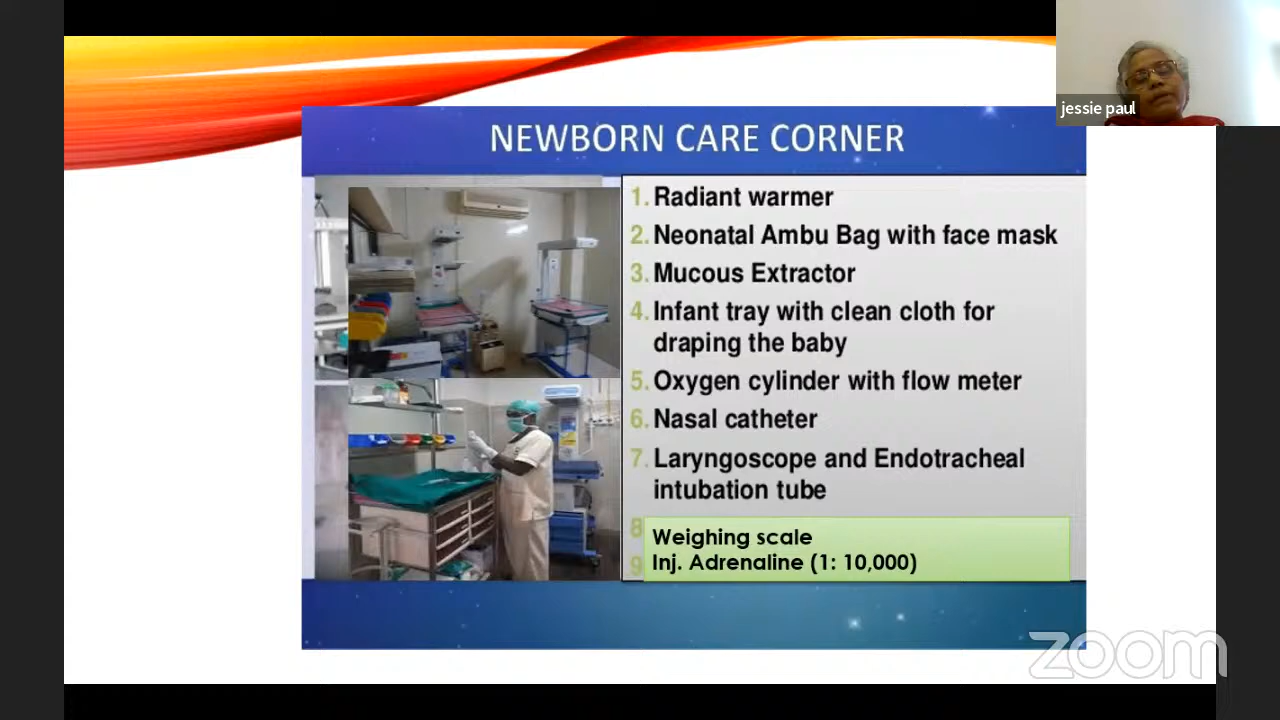 jessie paul
NEWBORN CARE CORNER
1. Radiant warmer
2. Neonatal Ambu Bag with face mask
3. Mucous Extractor
4. Infant tray with clean cloth for
draping the baby
5. Oxygen cylinder with flow meter
6. Nasal catheter
7. Laryngoscope and Endotracheal
intubation tube
8
Weighing scale
9
Inj. Adrenaline (1: 10,000)
zoom